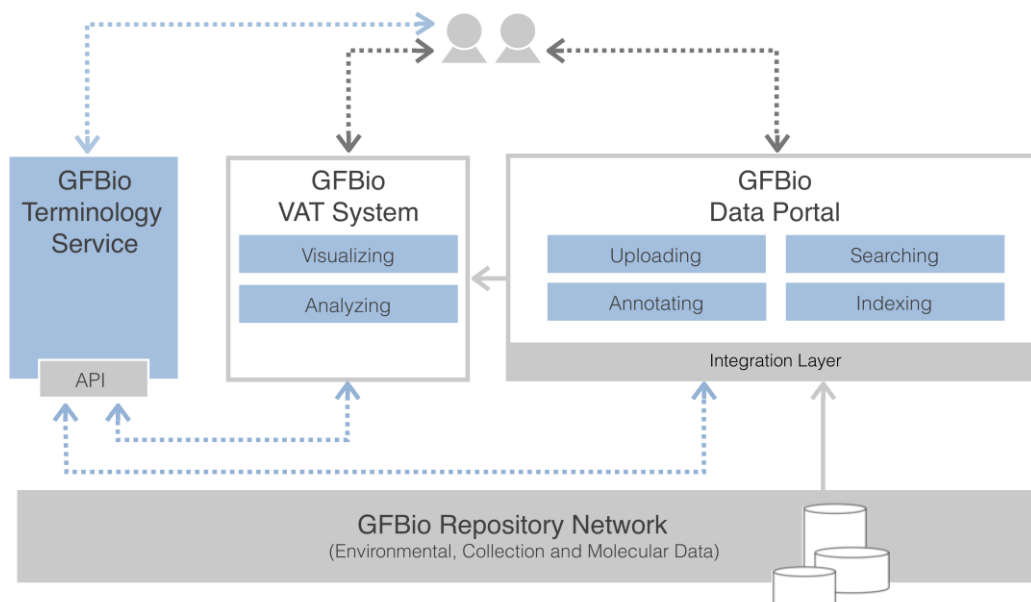 GFBio
Terminology
Service
API
GFBio
VAT System
Visualizing
Analyzing
GFBio
Data Portal
Uploading
Searching
Annotating
Indexing
Integration Layer
GFBio Repository Network
(Environmental, Collection and Molecular Data)